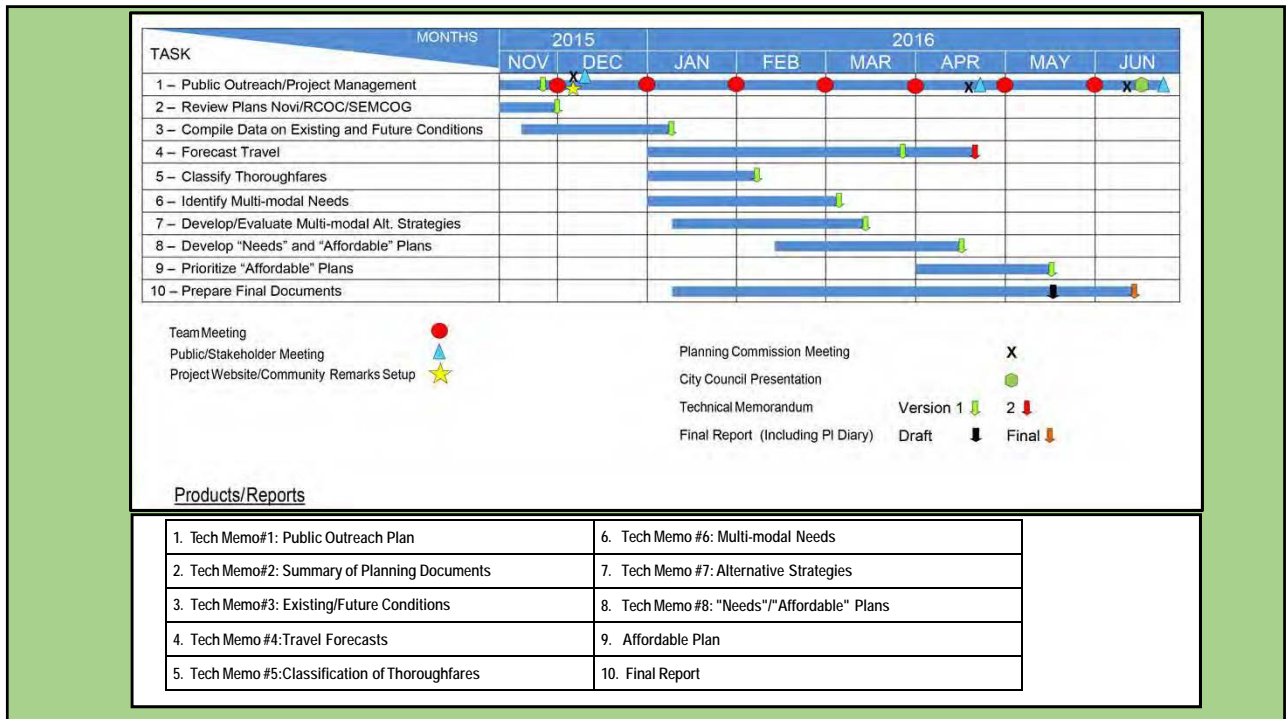 MONTHS
TASK
2015 2016
NOV DEC JAN FEB MAR APR MAY JUN
1 – Public Outreach/Project Management X X X
2 – Review Plans Novi/RCOC/SEMCOG
3 – Compile Data on Existing and Future Conditions
4 – Forecast Travel
5 – Classify Thoroughfares
6 – Identify Multi-modal Needs
7 – Develop/Evaluate Multi-modal Alt. Strategies
8 – Develop “Needs” and “Affordable” Plans
9 – Prioritize “Affordable” Plans
10 – Prepare Final Documents
Team Meeting
Public/Stakeholder Meeting
Project Website/Community Remarks Setup
Planning Commission Meeting X
City Council Presentation
Technical Memorandum Version 1 2
Final Report (Including PI Diary) Draft Final
Products/Reports
1. Tech Memo#1: Public Outreach Plan
2. Tech Memo#2: Summary of Planning Documents
3. Tech Memo#3: Existing/Future Conditions
4. Tech Memo #4:Travel Forecasts
5. Tech Memo #5:Classification of Thoroughfares
6. Tech Memo #6: Multi-modal Needs
7. Tech Memo #7: Alternative Strategies
8. Tech Memo #8: "Needs"/"Affordable" Plans
9. Affordable Plan
10. Final Report